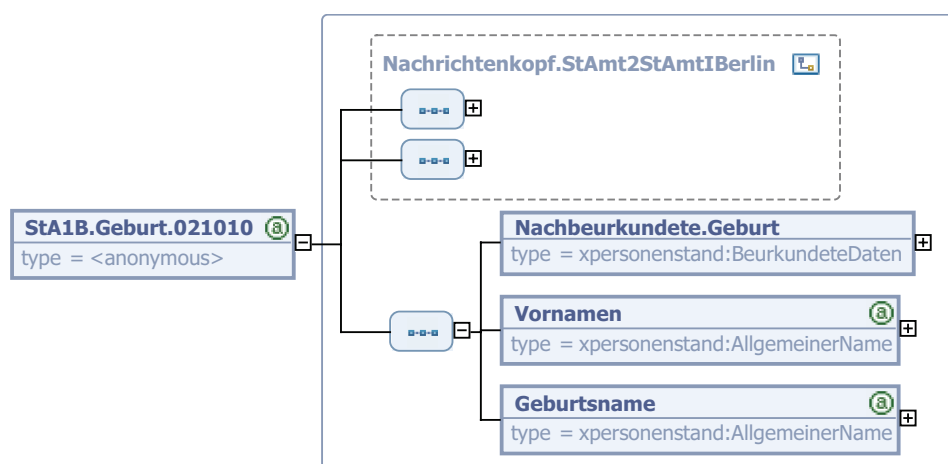 Nachrichtenkopf.StAmt2StAmtIBerlin
StA1B.Geburt.021010
type = <anonymous>
Nachbeurkundete.Geburt
type = xpersonenstand:BeurkundeteDaten
Vornamen
type = xpersonenstand:AllgemeinerName
Geburtsname
type = xpersonenstand:AllgemeinerName